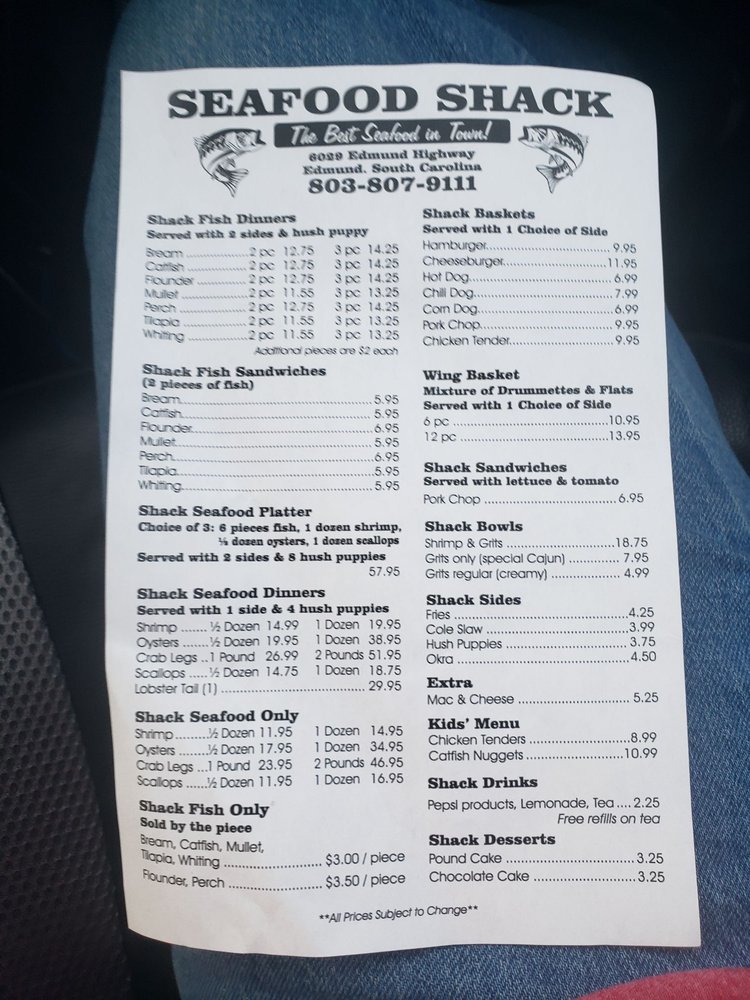 SEAFOOD SHACK
The Best Seafood in Town!
6029 Edmund Highway
Edmund, South Carolina
803-807-9111
Shack Fish Dinners
Served with 2 sides & hush puppy
Bream ..................2 pc 12.75 3 pc 14.25
Catfish ..................2 pc 12.75 3 pc 14.25
Flounder ................2 pc 12.75 3 pc 14.25
Mullet ....................2 pc 11.55 3 pc 13.25
Perch .....................2 pc 12.75 3 pc 14.25
Tilapia ....................2 pc 11.55 3 pc 13.25
Whiting ..................2 pc 11.55 3 pc 13.25
Additional pieces are $2 each
Shack Fish Sandwiches
(2 pieces of fish)
Bream......................................................5.95
Catfish.....................................................5.95
Flounder..................................................6.95
Mullet.......................................................5.95
Perch.......................................................6.95
Tilapia......................................................5.95
Whiting....................................................5.95
Shack Seafood Platter
Choice of 3: 6 pieces fish, 1 dozen shrimp,
½ dozen oysters, 1 dozen scallops
Served with 2 sides & 8 hush puppies
57.95
Shack Seafood Dinners
Served with 1 side & 4 hush puppies
Shrimp ....... ½ Dozen 14.99 1 Dozen 19.95
Oysters ...... ½ Dozen 19.95 1 Dozen 38.95
Crab Legs ..1 Pound 26.99 2 Pounds 51.95
Scallops .....½ Dozen 14.75 1 Dozen 18.75
Lobster Tail (1) ........................................ 29.95
Shack Seafood Only
Shrimp.........½ Dozen 11.95 1 Dozen 14.95
Oysters ........½ Dozen 17.95 1 Dozen 34.95
Crab Legs ...1 Pound 23.95 2 Pounds 46.95
Scallops ......½ Dozen 11.95 1 Dozen 16.95
Shack Fish Only
Sold by the piece
Bream, Catfish, Mullet,
Tilapia, Whiting ........................ $3.00 / piece
Flounder, Perch ....................... $3.50 / piece
Shack Baskets
Served with 1 Choice of Side
Hamburger................................ 9.95
Cheeseburger...........................11.95
Hot Dog.....................................6.99
Chili Dog....................................7.99
Corn Dog...................................6.99
Pork Chop..................................9.95
Chicken Tender..........................9.95
Wing Basket
Mixture of Drummettes & Flats
Served with 1 Choice of Side
6 pc ........................................10.95
12 pc .......................................13.95
Shack Sandwiches
Served with lettuce & tomato
Pork Chop .................................. 6.95
Shack Bowls
Shrimp & Grits ...........................18.75
Grits only (special Cajun) ............. 7.95
Grits regular (creamy) ................. 4.99
Shack Sides
Fries ............................................4.25
Cole Slaw ...................................3.99
Hush Puppies ............................. 3.75
Okra ...........................................4.50
Extra
Mac & Cheese ............................ 5.25
Kids' Menu
Chicken Tenders .........................8.99
Catfish Nuggets.........................10.99
Shack Drinks
Pepsi products, Lemonade, Tea .... 2.25
Free refills on tea
Shack Desserts
Pound Cake ...............................3.25
Chocolate Cake .........................3.25
**All Prices Subject to Change**